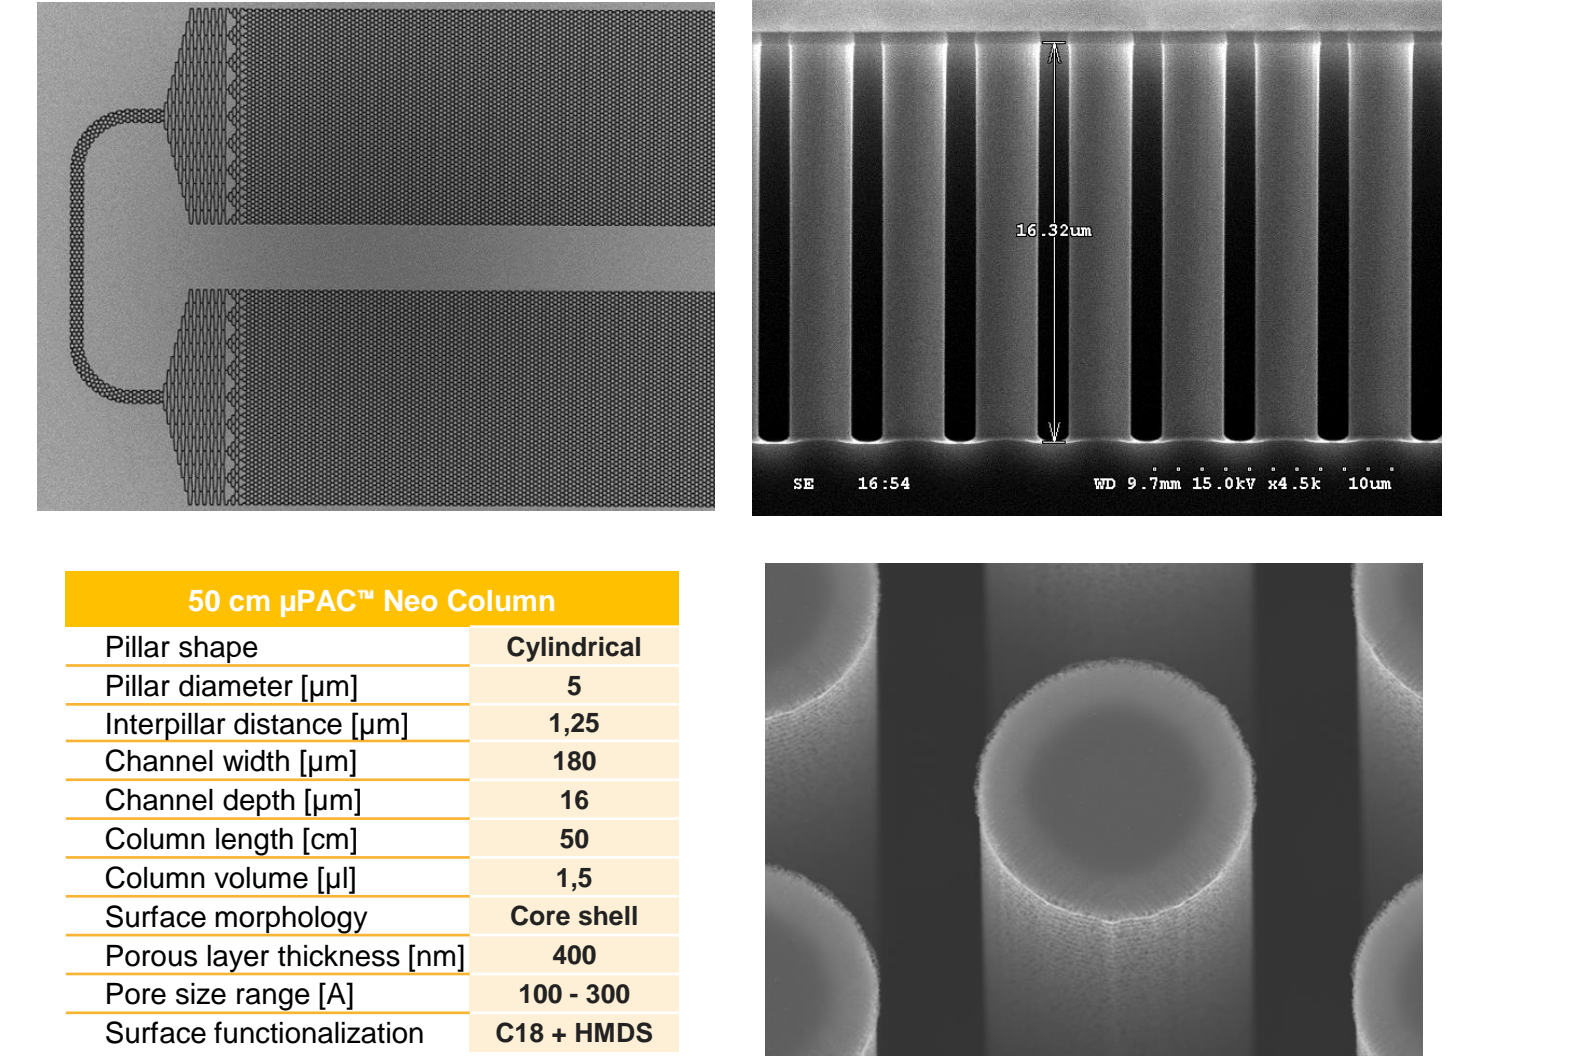 16.32um
SE 16:54 WD 9.7mm 15.0kV x4.5k 10um
50 cm µPAC™ Neo Column
Pillar shape Cylindrical
Pillar diameter [µm] 5
Interpillar distance [µm] 1,25
Channel width [µm] 180
Channel depth [µm] 16
Column length [cm] 50
Column volume [µl] 1,5
Surface morphology Core shell
Porous layer thickness [nm] 400
Pore size range [A] 100 - 300
Surface functionalization C18 + HMDS